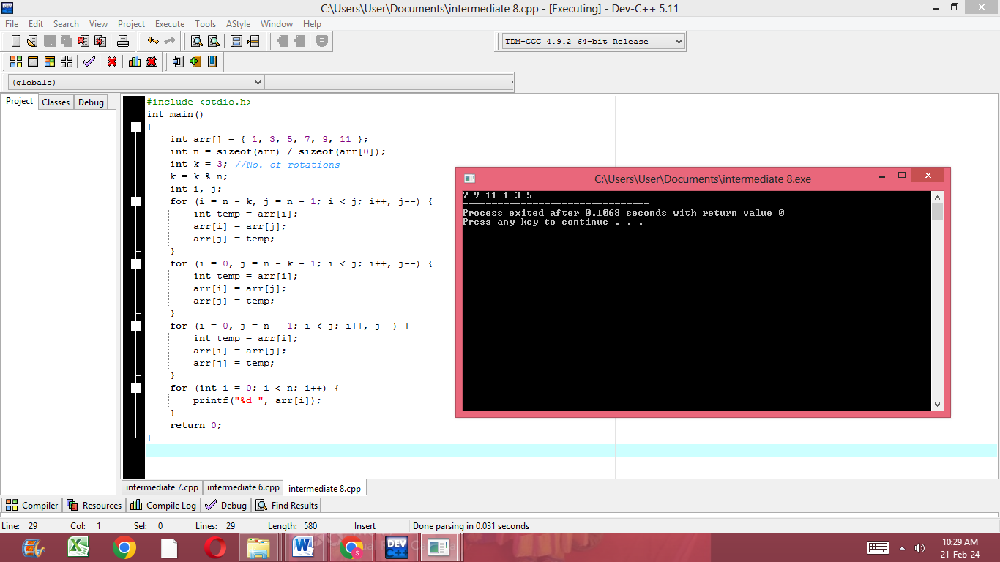 C:\Users\User\Documents\intermediate 8.cpp - [Executing] - Dev-C++ 5.11
File Edit Search View Project Execute Tools AStyle Window Help
TDM-GCC 4.9.2 64-bit Release
(globals)
Project Classes Debug
#include <stdio.h>
int main()
{
    int arr[] = { 1, 3, 5, 7, 9, 11 };
    int n = sizeof(arr) / sizeof(arr[0]);
    int k = 3; //No. of rotations
    k = k % n;
    int i, j;
    for (i = n - k, j = n - 1; i < j; i++, j--) {
        int temp = arr[i];
        arr[i] = arr[j];
        arr[j] = temp;
    }
    for (i = 0, j = n - k - 1; i < j; i++, j--) {
        int temp = arr[i];
        arr[i] = arr[j];
        arr[j] = temp;
    }
    for (i = 0, j = n - 1; i < j; i++, j--) {
        int temp = arr[i];
        arr[i] = arr[j];
        arr[j] = temp;
    }
    for (int i = 0; i < n; i++) {
        printf("%d ", arr[i]);
    }
    return 0;
}
C:\Users\User\Documents\intermediate 8.exe
7 9 11 1 3 5
--------------------------------
Process exited after 0.1068 seconds with return value 0
Press any key to continue . . .
intermediate 7.cpp intermediate 6.cpp intermediate 8.cpp
Compiler Resources Compile Log Debug Find Results
Line: 29 Col: 1 Sel: 0 Lines: 29 Length: 580 Insert Done parsing in 0.031 seconds
DEV
C++
10:29 AM
21-Feb-24